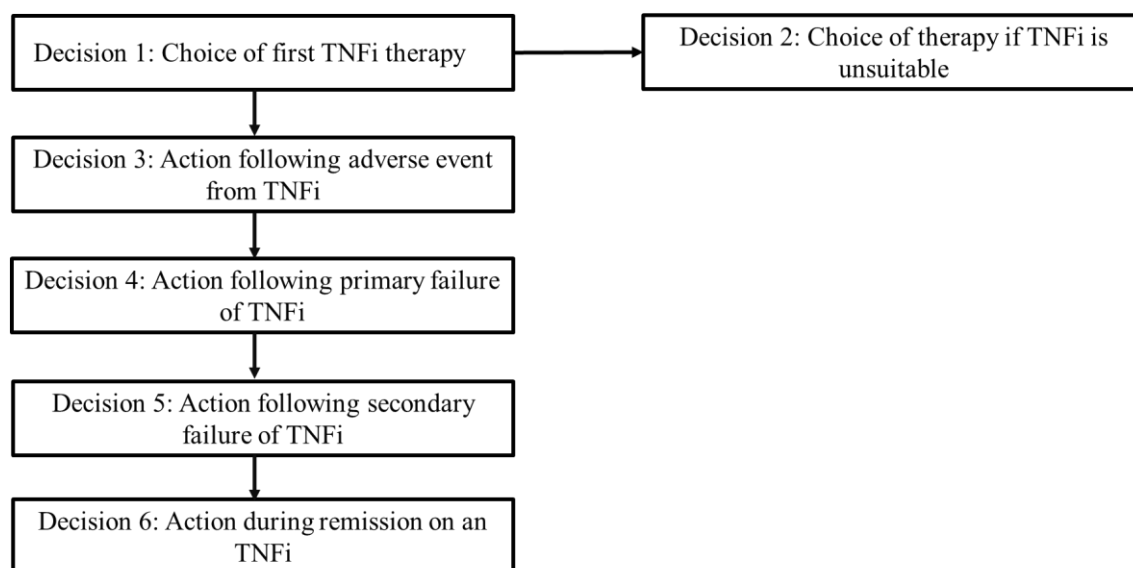 Decision 1: Choice of first TNFi therapy
Decision 2: Choice of therapy if TNFi is
unsuitable
Decision 3: Action following adverse event
from TNFi
Decision 4: Action following primary failure
of TNFi
Decision 5: Action following secondary
failure of TNFi
Decision 6: Action during remission on an
TNFi